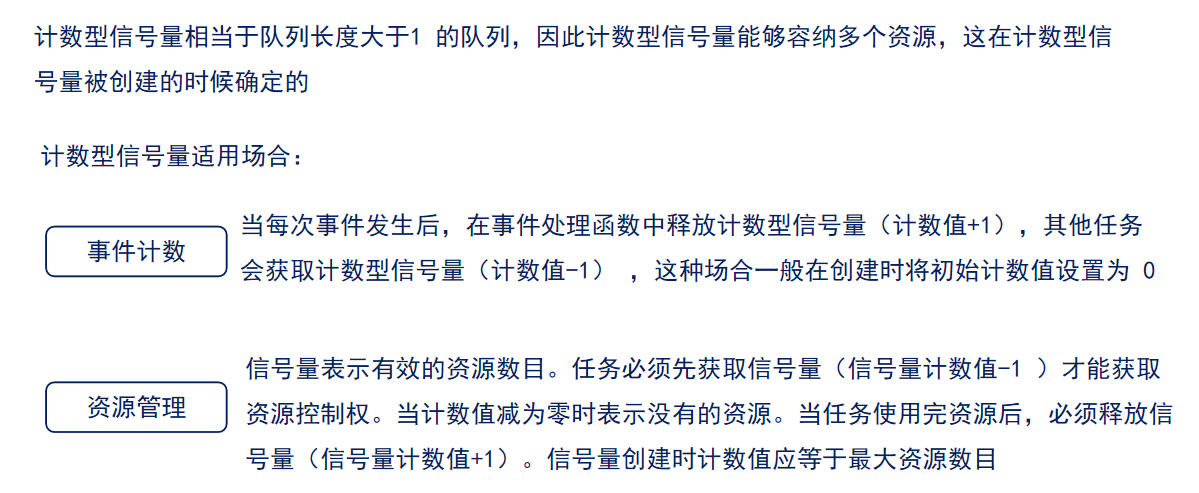 计数型信号量相当于队列长度大于1 的队列，因此计数型信号量能够容纳多个资源，这在计数型信
号量被创建的时候确定的
计数型信号量适用场合：
事件计数
当每次事件发生后，在事件处理函数中释放计数型信号量（计数值+1），其他任务
会获取计数型信号量（计数值-1） ，这种场合一般在创建时将初始计数值设置为 0
资源管理
信号量表示有效的资源数目。任务必须先获取信号量（信号量计数值-1 ）才能获取
资源控制权。当计数值减为零时表示没有的资源。当任务使用完资源后，必须释放信
号量（信号量计数值+1）。信号量创建时计数值应等于最大资源数目